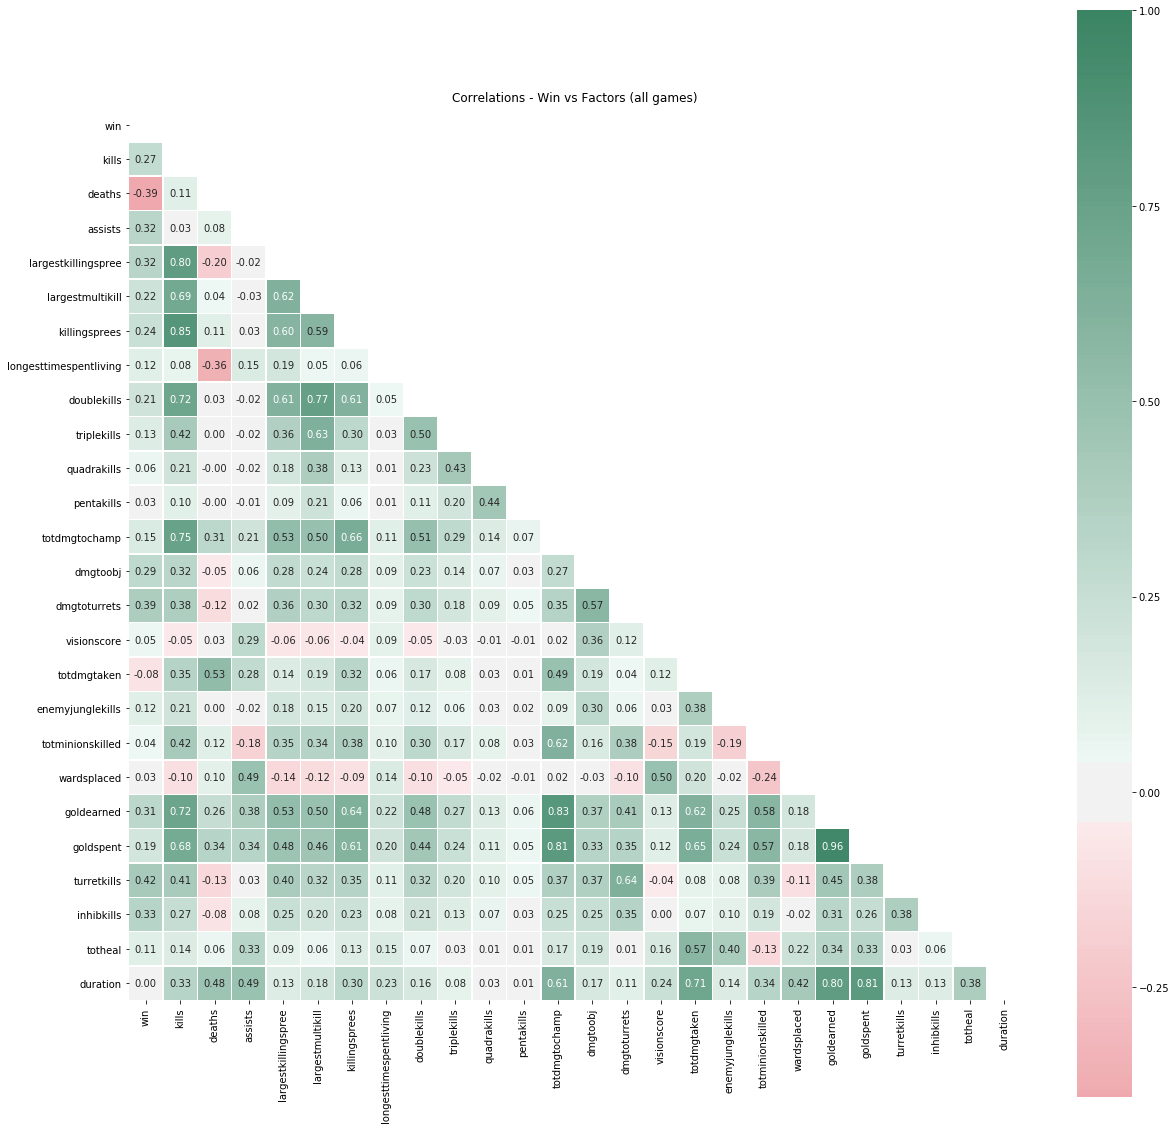 Correlations - Win vs Factors (all games)
win
kills 0.27
deaths -0.39 0.11
assists 0.32 0.03 0.08
largestkillingspree 0.32 0.80 -0.20 -0.02
largestmultikill 0.22 0.69 0.04 -0.03 0.62
killingsprees 0.24 0.85 0.11 0.03 0.60 0.59
longesttimespentliving 0.12 0.08 -0.36 0.15 0.19 0.05 0.06
doublekills 0.21 0.72 0.03 -0.02 0.61 0.77 0.61 0.05
triplekills 0.13 0.42 0.00 -0.02 0.36 0.63 0.30 0.03 0.50
quadrakills 0.06 0.21 -0.00 -0.02 0.18 0.38 0.13 0.01 0.23 0.43
pentakills 0.03 0.10 -0.00 -0.01 0.09 0.21 0.06 0.01 0.11 0.20 0.44
totdmgtochamp 0.15 0.75 0.31 0.21 0.53 0.50 0.66 0.11 0.51 0.29 0.14 0.07
dmgtoobj 0.29 0.32 -0.05 0.06 0.28 0.24 0.28 0.09 0.23 0.14 0.07 0.03 0.27
dmgtoturrets 0.39 0.38 -0.12 0.02 0.36 0.30 0.32 0.09 0.30 0.18 0.09 0.05 0.35 0.57
visionscore 0.05 -0.05 0.03 0.29 -0.06 -0.06 -0.04 0.09 -0.05 -0.03 -0.01 -0.01 0.02 0.36 0.12
totdmgtaken -0.08 0.35 0.53 0.28 0.14 0.19 0.32 0.06 0.17 0.08 0.03 0.01 0.49 0.19 0.04 0.12
enemyjunglekills 0.12 0.21 0.00 -0.02 0.18 0.15 0.20 0.07 0.12 0.06 0.03 0.02 0.09 0.30 0.06 0.03 0.38
totminionskilled 0.04 0.42 0.12 -0.18 0.35 0.34 0.38 0.10 0.30 0.17 0.08 0.03 0.62 0.16 0.38 -0.15 0.19 -0.19
wardsplaced 0.03 -0.10 0.10 0.49 -0.14 -0.12 -0.09 0.14 -0.10 -0.05 -0.02 -0.01 0.02 -0.03 -0.10 0.50 0.20 -0.02 -0.24
goldearned 0.31 0.72 0.26 0.38 0.53 0.50 0.64 0.22 0.48 0.27 0.13 0.06 0.83 0.37 0.41 0.13 0.62 0.25 0.58 0.18
goldspent 0.19 0.68 0.34 0.34 0.48 0.46 0.61 0.20 0.44 0.24 0.11 0.05 0.81 0.33 0.35 0.12 0.65 0.24 0.57 0.18 0.96
turretkills 0.42 0.41 -0.13 0.03 0.40 0.32 0.35 0.11 0.32 0.20 0.10 0.05 0.37 0.37 0.64 -0.04 0.08 0.08 0.39 -0.11 0.45 0.38
inhibkills 0.33 0.27 -0.08 0.08 0.25 0.20 0.23 0.08 0.21 0.13 0.07 0.03 0.25 0.25 0.35 0.00 0.07 0.10 0.19 -0.02 0.31 0.26 0.38
totheal 0.11 0.14 0.06 0.33 0.09 0.06 0.13 0.15 0.07 0.03 0.01 0.01 0.17 0.19 0.01 0.16 0.57 0.40 -0.13 0.22 0.34 0.33 0.03 0.06
duration 0.00 0.33 0.48 0.49 0.13 0.18 0.30 0.23 0.16 0.08 0.03 0.01 0.61 0.17 0.11 0.24 0.71 0.14 0.34 0.42 0.80 0.81 0.13 0.13 0.38
win
kills
deaths
assists
largestkillingspree
largestmultikill
killingsprees
longesttimespentliving
doublekills
triplekills
quadrakills
pentakills
totdmgtochamp
dmgtoobj
dmgtoturrets
visionscore
totdmgtaken
enemyjunglekills
totminionskilled
wardsplaced
goldearned
goldspent
turretkills
inhibkills
totheal
duration
1.00
0.75
0.50
0.25
0.00
−0.25